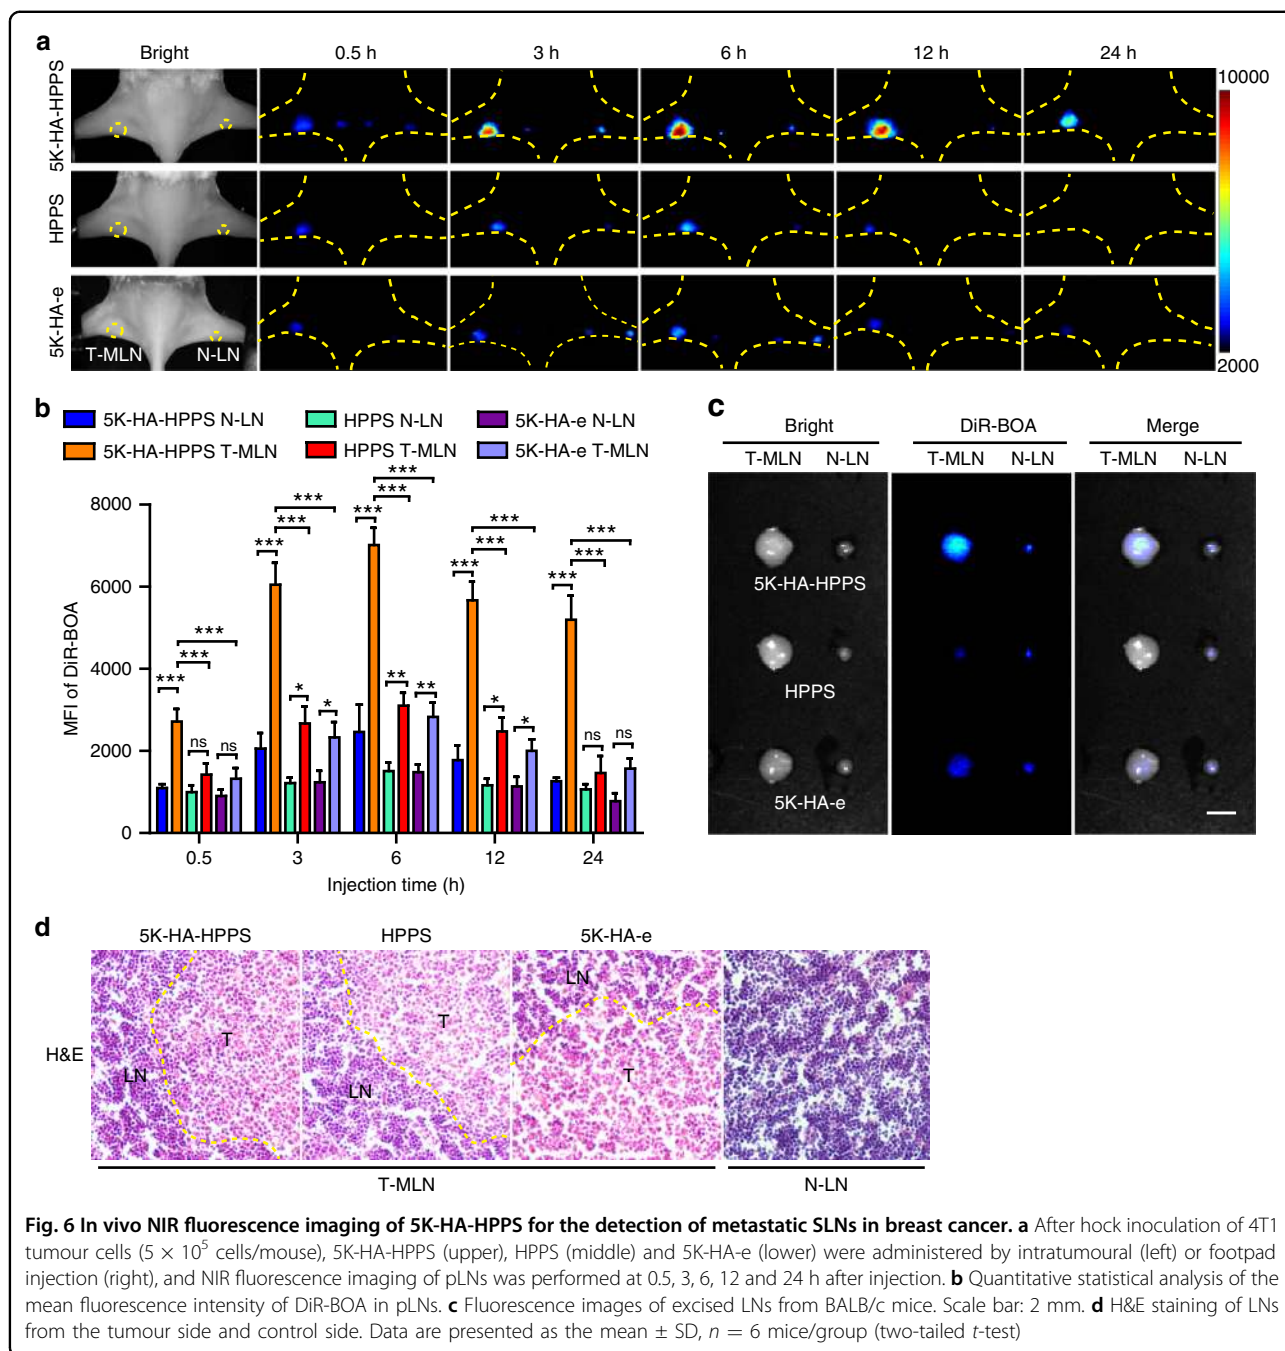 a
Bright 0.5 h 3 h 6 h 12 h 24 h
5K-HA-HPPS
HPPS
5K-HA-e
T-MLN N-LN
10000
2000
b
5K-HA-HPPS N-LN HPPS N-LN 5K-HA-e N-LN
5K-HA-HPPS T-MLN HPPS T-MLN 5K-HA-e T-MLN
MFI of DiR-BOA
8000
6000
4000
2000
0
*** *** *** ns ns
*** *** *** * *
*** *** *** ** **
*** *** *** * *
*** *** *** ns ns
0.5 3 6 12 24
Injection time (h)
c
Bright DiR-BOA Merge
T-MLN N-LN T-MLN N-LN T-MLN N-LN
5K-HA-HPPS
HPPS
5K-HA-e
d
5K-HA-HPPS HPPS 5K-HA-e
H&E
LN T
LN T
LN T
T-MLN N-LN
Fig. 6 In vivo NIR fluorescence imaging of 5K-HA-HPPS for the detection of metastatic SLNs in breast cancer. a After hock inoculation of 4T1
tumour cells (5 × 10⁵ cells/mouse), 5K-HA-HPPS (upper), HPPS (middle) and 5K-HA-e (lower) were administered by intratumoural (left) or footpad
injection (right), and NIR fluorescence imaging of pLNs was performed at 0.5, 3, 6, 12 and 24 h after injection. b Quantitative statistical analysis of the
mean fluorescence intensity of DiR-BOA in pLNs. c Fluorescence images of excised LNs from BALB/c mice. Scale bar: 2 mm. d H&E staining of LNs
from the tumour side and control side. Data are presented as the mean ± SD, n = 6 mice/group (two-tailed t-test)